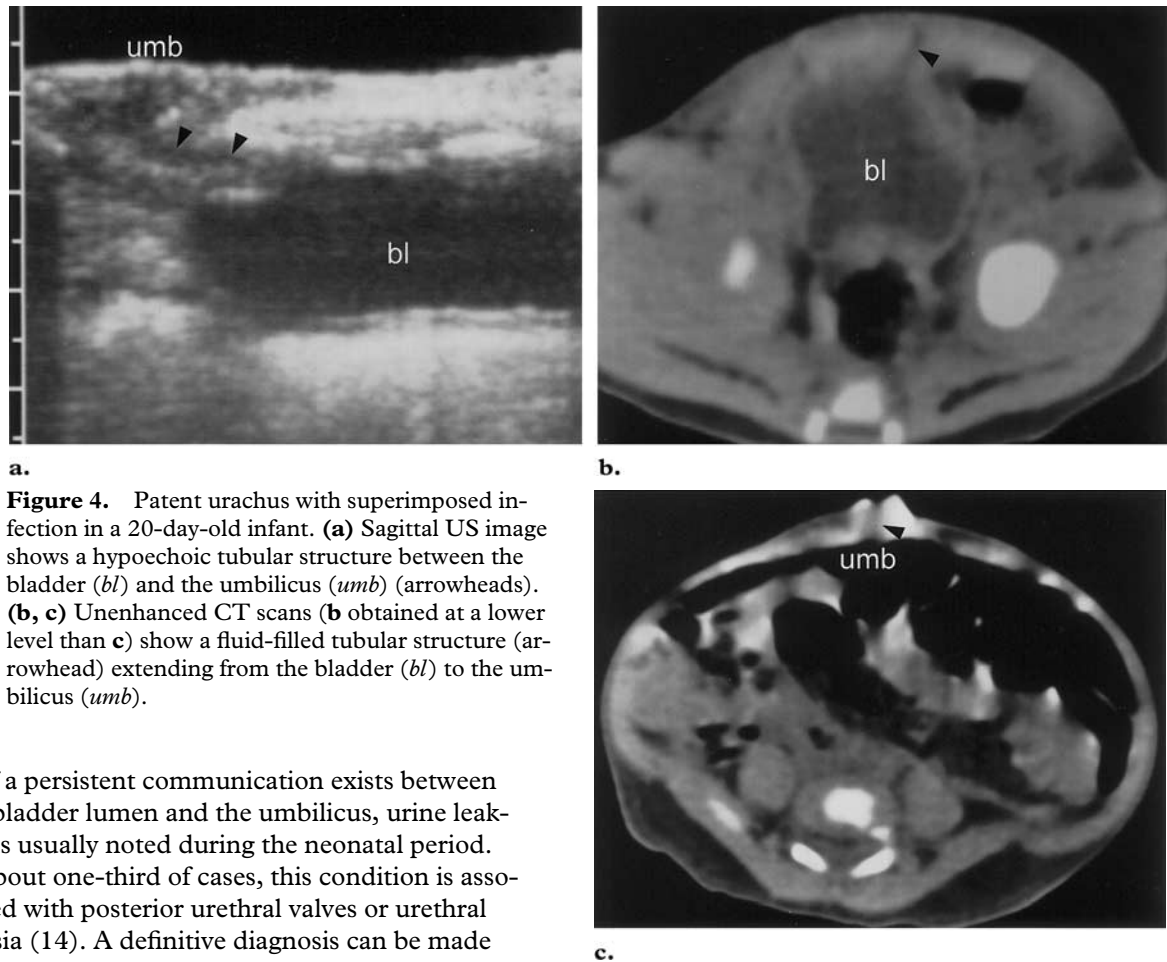 umb
bl
bl
a.
b.
Figure 4. Patent urachus with superimposed in-
fection in a 20-day-old infant. (a) Sagittal US image
shows a hypoechoic tubular structure between the
bladder (bl) and the umbilicus (umb) (arrowheads).
(b, c) Unenhanced CT scans (b obtained at a lower
level than c) show a fluid-filled tubular structure (ar-
rowhead) extending from the bladder (bl) to the um-
bilicus (umb).
umb
c.
a persistent communication exists between
bladder lumen and the umbilicus, urine leak-
s usually noted during the neonatal period.
bout one-third of cases, this condition is asso-
ed with posterior urethral valves or urethral
sia (14). A definitive diagnosis can be made